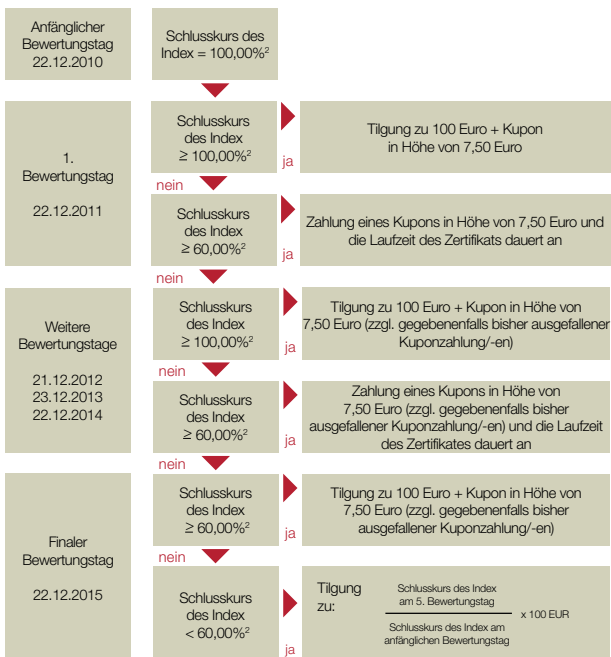 Anfänglicher
Bewertungstag
22.12.2010
Schlusskurs des
Index = 100,00%²
1.
Bewertungstag
22.12.2011
Schlusskurs
des Index
≥ 100,00%²
ja
Tilgung zu 100 Euro + Kupon
in Höhe von 7,50 Euro
nein
Schlusskurs
des Index
≥ 60,00%²
ja
Zahlung eines Kupons in Höhe von 7,50 Euro und
die Laufzeit des Zertifikats dauert an
nein
Weitere
Bewertungstage
21.12.2012
23.12.2013
22.12.2014
Schlusskurs
des Index
≥ 100,00%²
ja
Tilgung zu 100 Euro + Kupon in Höhe von
7,50 Euro (zzgl. gegebenenfalls bisher ausgefallener
Kuponzahlung/-en)
nein
Schlusskurs
des Index
≥ 60,00%²
ja
Zahlung eines Kupons in Höhe von
7,50 Euro (zzgl. gegebenenfalls bisher
ausgefallener Kuponzahlung/-en) und die Laufzeit
des Zertifikates dauert an
nein
Finaler
Bewertungstag
22.12.2015
Schlusskurs
des Index
≥ 60,00%²
ja
Tilgung zu 100 Euro + Kupon in Höhe von
7,50 Euro (zzgl. gegebenenfalls bisher
ausgefallener Kuponzahlung/-en)
nein
Schlusskurs
des Index
< 60,00%²
ja
Tilgung
zu:
Schlusskurs des Index
am 5. Bewertungstag
x 100 EUR
Schlusskurs des Index am
anfänglichen Bewertungstag